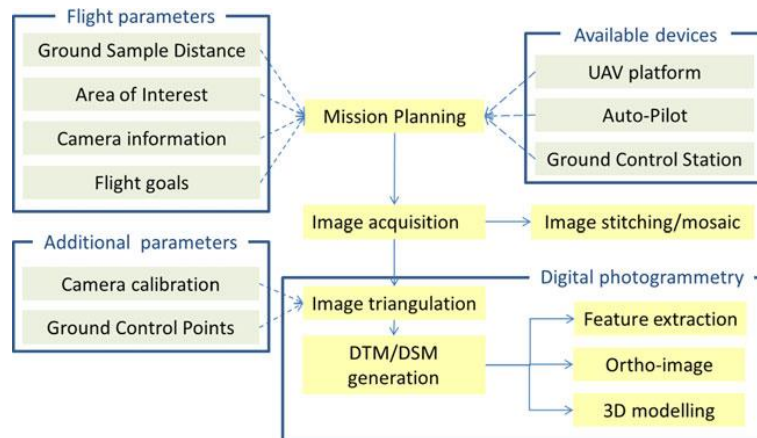 Flight parameters
Ground Sample Distance
Area of Interest
Camera information
Flight goals
Available devices
UAV platform
Auto-Pilot
Ground Control Station
Mission Planning
Image acquisition
Image stitching/mosaic
Additional parameters
Camera calibration
Ground Control Points
Digital photogrammetry
Image triangulation
DTM/DSM
generation
Feature extraction
Ortho-image
3D modelling